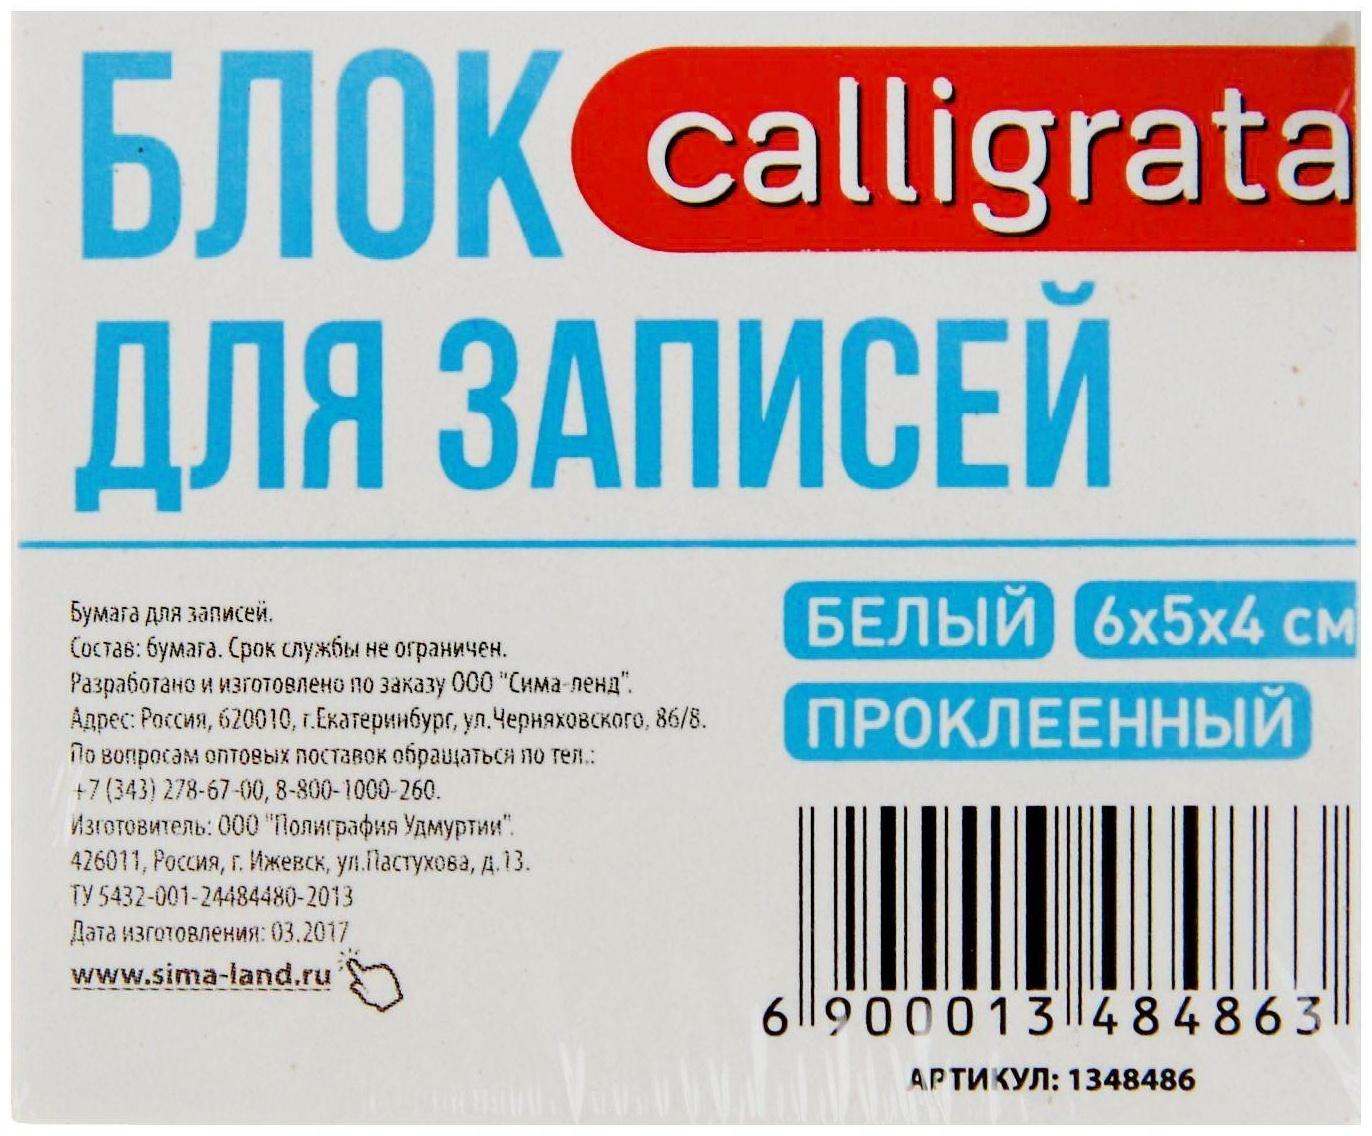 БЛОК calligrata
ДЛЯ ЗАПИСЕЙ
Бумага для записей.
Состав: бумага. Срок службы не ограничен.
Разработано и изготовлено по заказу ООО "Сима-ленд".
Адрес: Россия, 620010, г.Екатеринбург, ул.Черняховского, 86/8.
По вопросам оптовых поставок обращаться по тел.:
+7 (343) 278-67-00, 8-800-1000-260.
Изготовитель: ООО "Полиграфия Удмуртии".
426011, Россия, г. Ижевск, ул.Пастухова, д.13.
ТУ 5432-001-24484480-2013
Дата изготовления: 03.2017
www.sima-land.ru
БЕЛЫЙ 6х5х4 см
ПРОКЛЕЕННЫЙ
6 900013 484863
АРТИКУЛ: 1348486